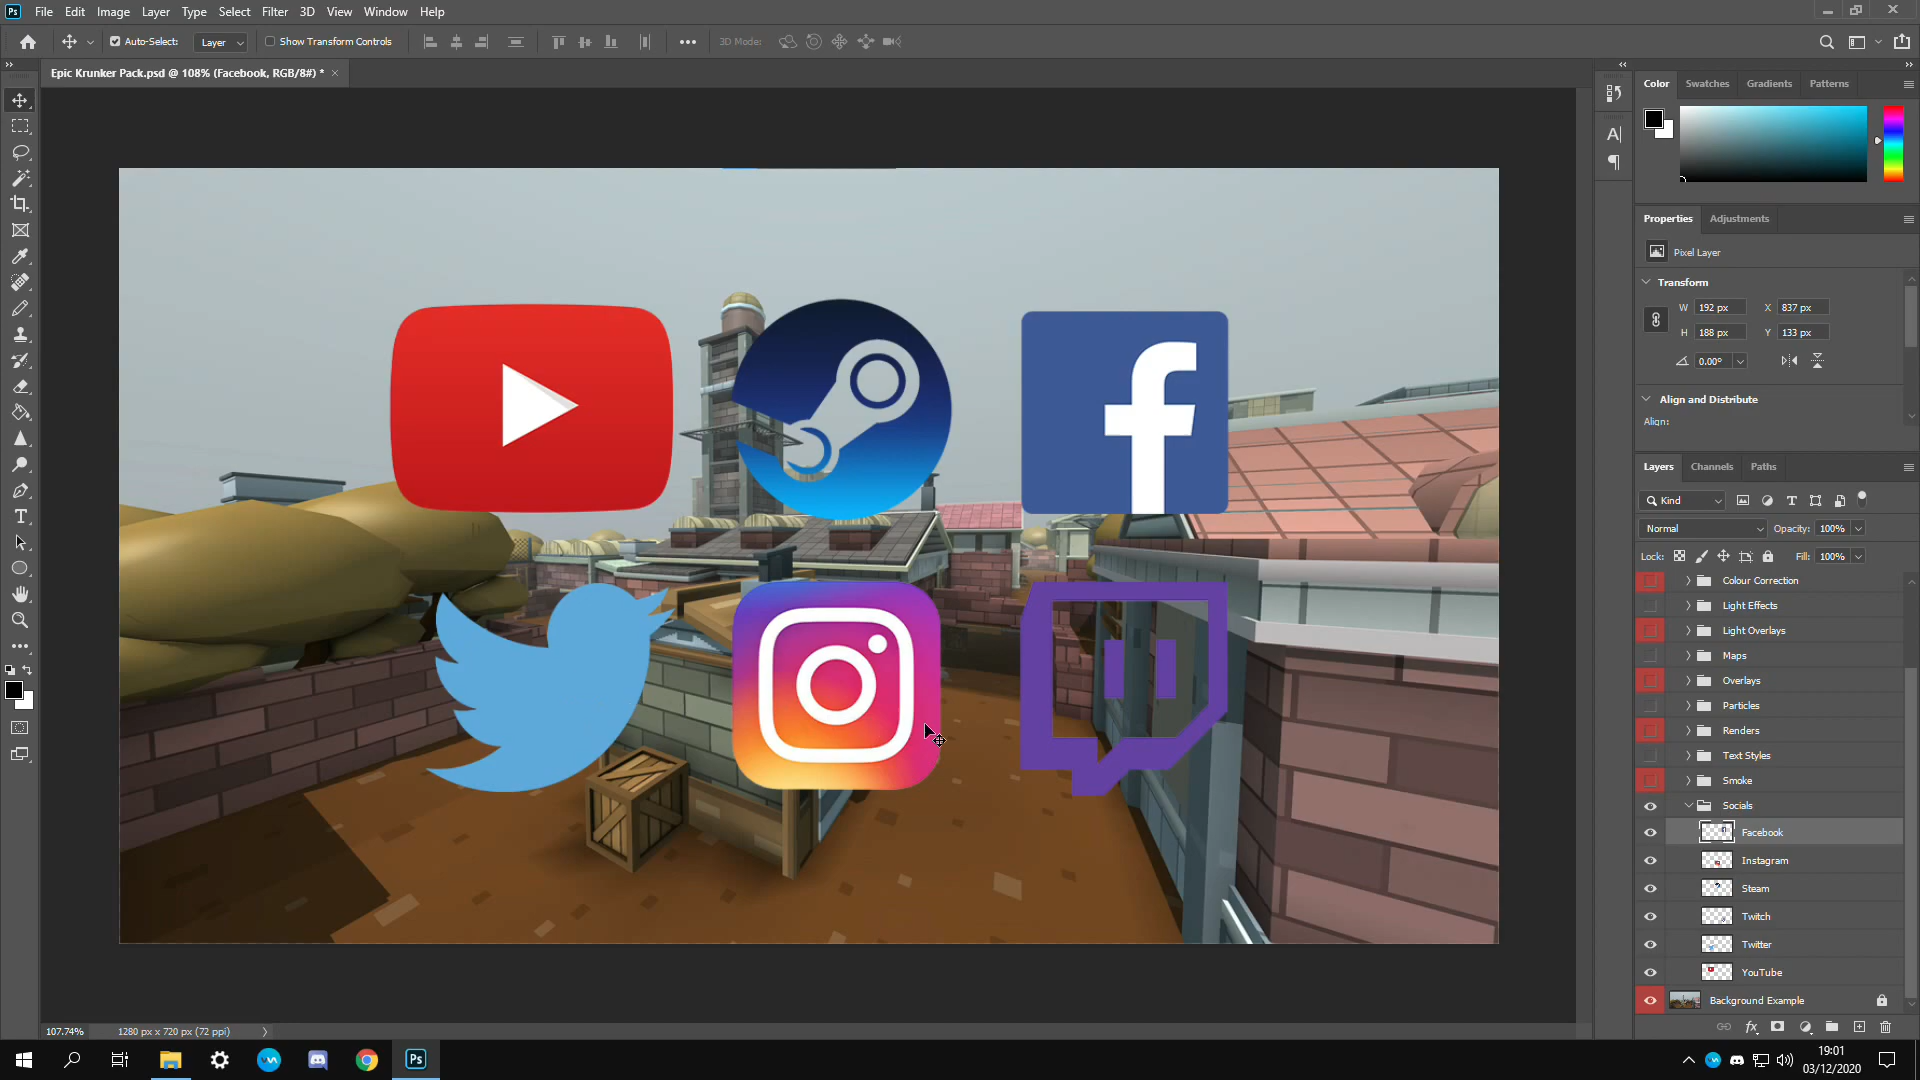 Ps File Edit Image Layer Type Select Filter 3D View Window Help
Auto-Select: Layer Show Transform Controls 3D Mode:
Epic Krunker Pack.psd @ 108% (Facebook, RGB/8#) *
Color Swatches Gradients Patterns
Properties Adjustments
Pixel Layer
Transform
W 192 px X 837 px
H 188 px Y 133 px
0.00°
Align and Distribute
Align:
Layers Channels Paths
Kind
Normal Opacity: 100%
Lock: Fill: 100%
Colour Correction
Light Effects
Light Overlays
Maps
Overlays
Particles
Renders
Text Styles
Smoke
Socials
Facebook
Instagram
Steam
Twitch
Twitter
YouTube
Background Example
fx
107.74% 1280 px x 720 px (72 ppi)
Ps
19:01
03/12/2020